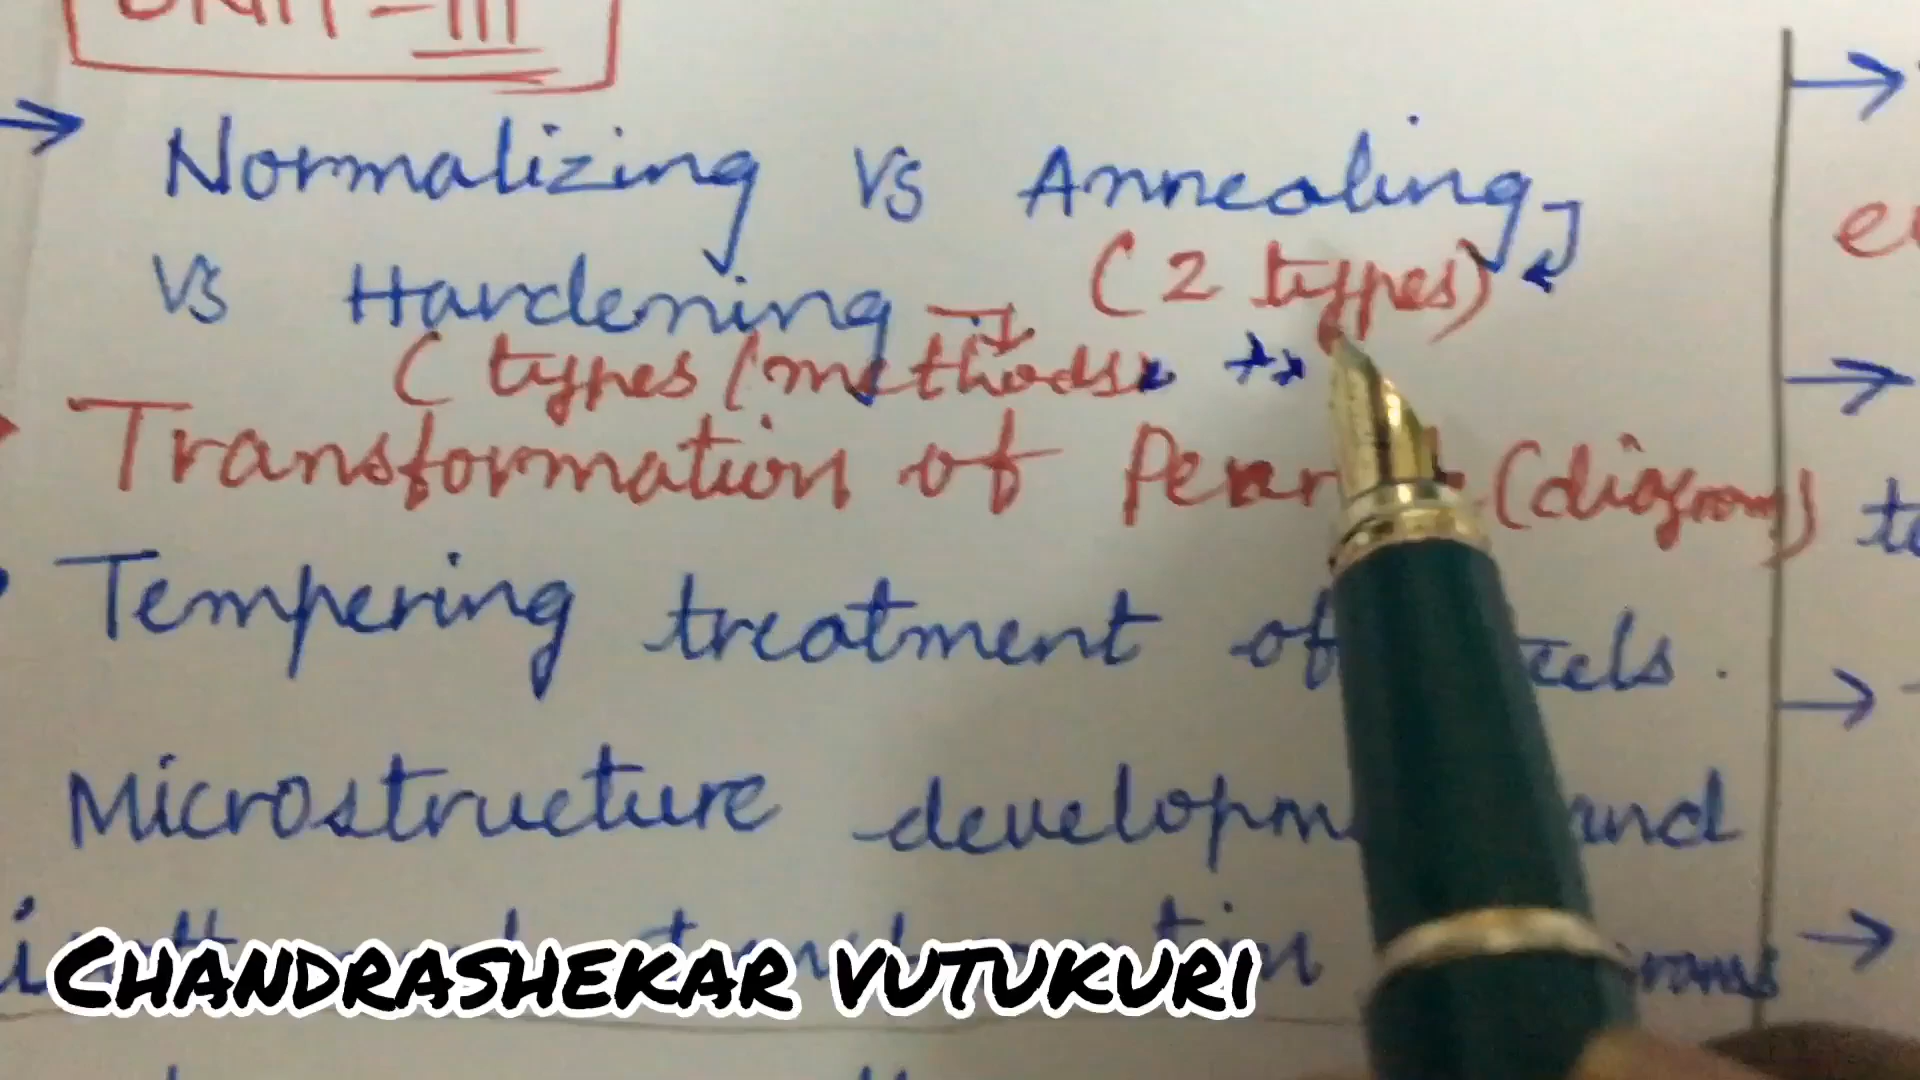 UNIT - III
Normalizing vs Annealing
vs Hardening (2 types)
(types / methods)
Transformation of (diagram)
Tempering treatment
Microstructure and
CHANDRASHEKAR VUTUKURI